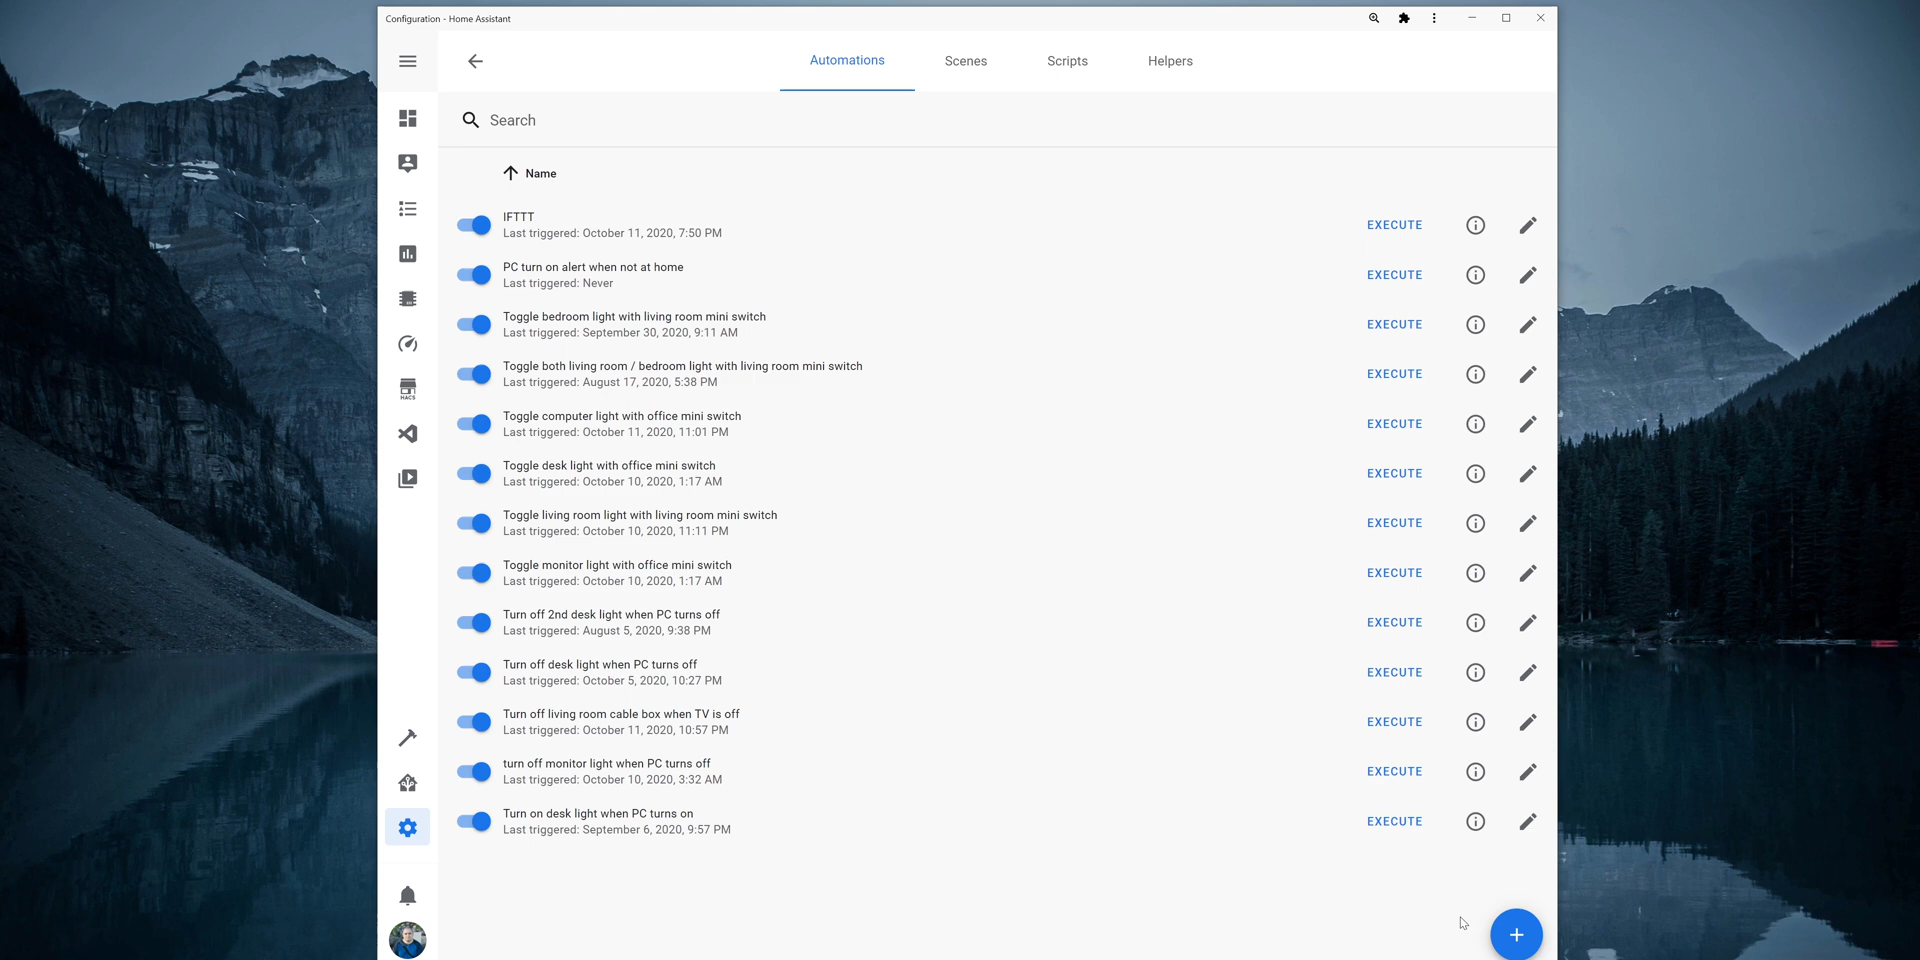 Configuration - Home Assistant
Automations
Scenes
Scripts
Helpers
Search
Name
IFTTT
Last triggered: October 11, 2020, 7:50 PM
EXECUTE
PC turn on alert when not at home
Last triggered: Never
EXECUTE
Toggle bedroom light with living room mini switch
Last triggered: September 30, 2020, 9:11 AM
EXECUTE
Toggle both living room / bedroom light with living room mini switch
Last triggered: August 17, 2020, 5:38 PM
EXECUTE
Toggle computer light with office mini switch
Last triggered: October 11, 2020, 11:01 PM
EXECUTE
Toggle desk light with office mini switch
Last triggered: October 10, 2020, 1:17 AM
EXECUTE
Toggle living room light with living room mini switch
Last triggered: October 10, 2020, 11:11 PM
EXECUTE
Toggle monitor light with office mini switch
Last triggered: October 10, 2020, 1:17 AM
EXECUTE
Turn off 2nd desk light when PC turns off
Last triggered: August 5, 2020, 9:38 PM
EXECUTE
Turn off desk light when PC turns off
Last triggered: October 5, 2020, 10:27 PM
EXECUTE
Turn off living room cable box when TV is off
Last triggered: October 11, 2020, 10:57 PM
EXECUTE
turn off monitor light when PC turns off
Last triggered: October 10, 2020, 3:32 AM
EXECUTE
Turn on desk light when PC turns on
Last triggered: September 6, 2020, 9:57 PM
EXECUTE
HACS